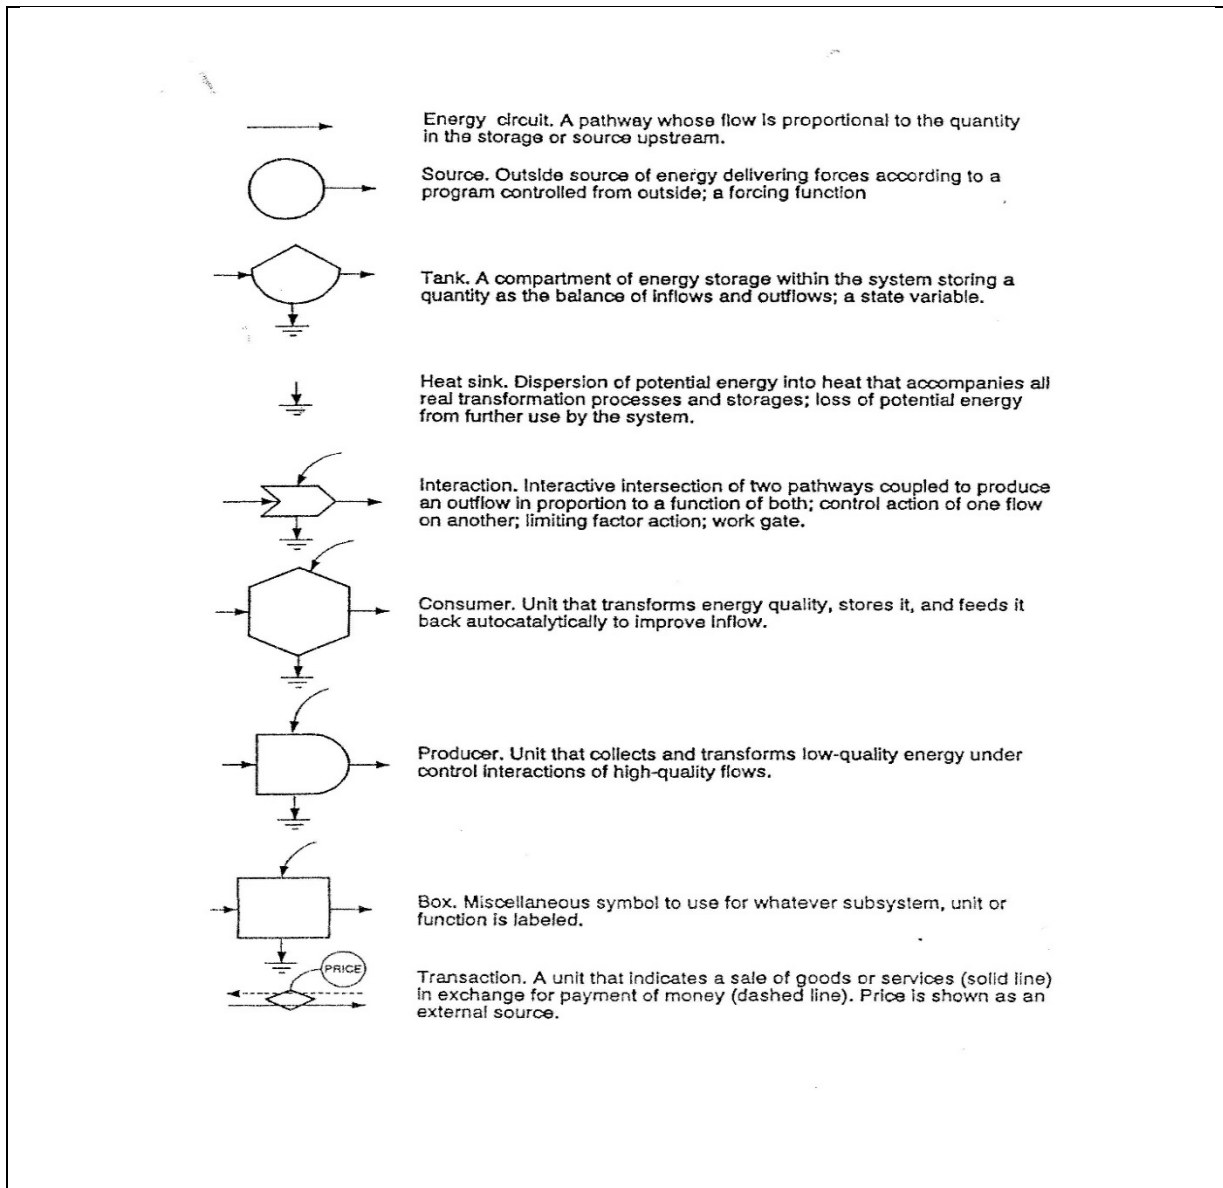 Energy circuit. A pathway whose flow is proportional to the quantity
in the storage or source upstream.
Source. Outside source of energy delivering forces according to a
program controlled from outside; a forcing function
Tank. A compartment of energy storage within the system storing a
quantity as the balance of inflows and outflows; a state variable.
Heat sink. Dispersion of potential energy into heat that accompanies all
real transformation processes and storages; loss of potential energy
from further use by the system.
Interaction. Interactive intersection of two pathways coupled to produce
an outflow in proportion to a function of both; control action of one flow
on another; limiting factor action; work gate.
Consumer. Unit that transforms energy quality, stores it, and feeds it
back autocatalytically to improve inflow.
Producer. Unit that collects and transforms low-quality energy under
control interactions of high-quality flows.
Box. Miscellaneous symbol to use for whatever subsystem, unit or
function is labeled.
PRICE
Transaction. A unit that indicates a sale of goods or services (solid line)
in exchange for payment of money (dashed line). Price is shown as an
external source.